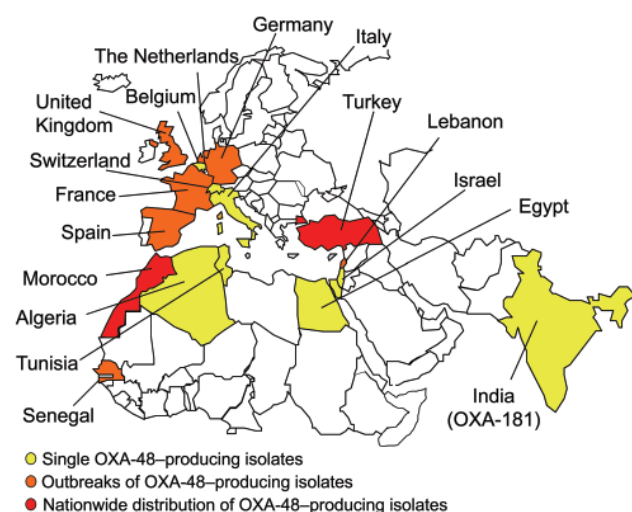 Germany
Italy
The Netherlands
Belgium
Turkey
United
Kingdom
Lebanon
Switzerland
Israel
France
Egypt
Spain
Morocco
Algeria
Tunisia
Senegal
India
(OXA-181)
Single OXA-48–producing isolates
Outbreaks of OXA-48–producing isolates
Nationwide distribution of OXA-48–producing isolates